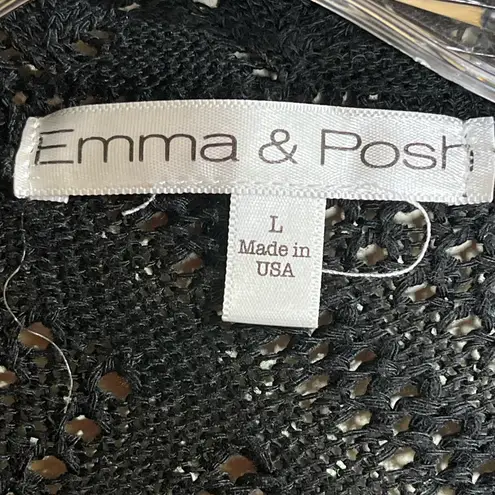 Emma & Posh
L
Made in
USA